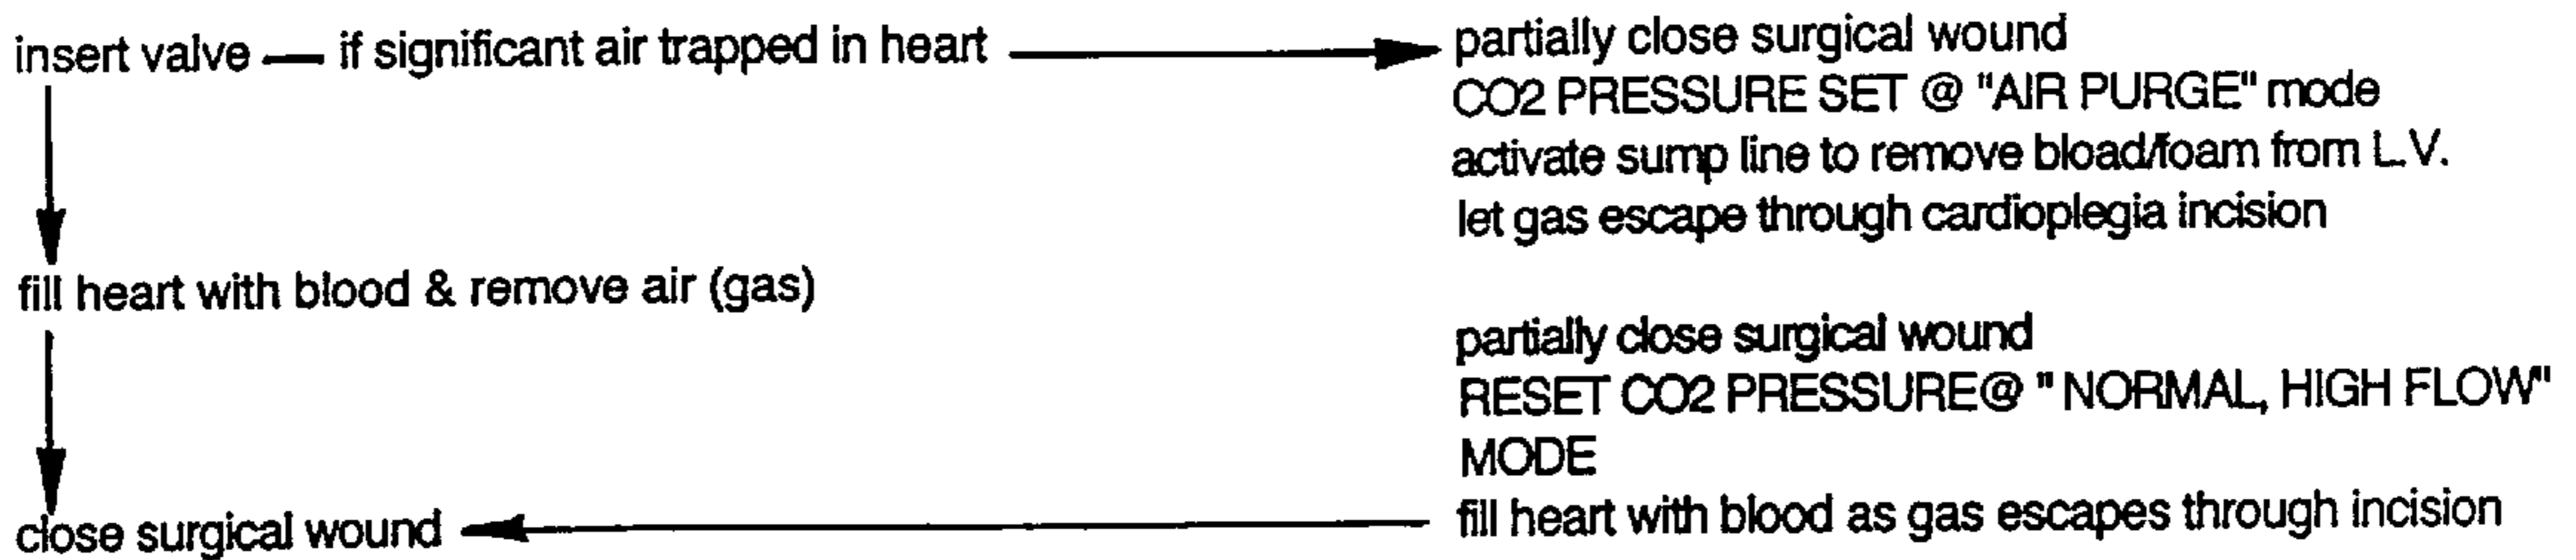 insert valve — if significant air trapped in heart
partially close surgical wound
CO2 PRESSURE SET @ "AIR PURGE" mode
activate sump line to remove bload/foam from L.V.
let gas escape through cardioplegia incision
fill heart with blood & remove air (gas)
partially close surgical wound
RESET CO2 PRESSURE@ " NORMAL, HIGH FLOW"
MODE
fill heart with blood as gas escapes through incision
close surgical wound